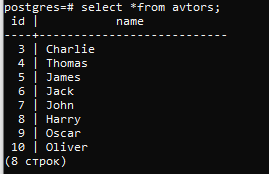 postgres=# select *from avtors;
 id |            name
----+----------------------------
  3 | Charlie
  4 | Thomas
  5 | James
  6 | Jack
  7 | John
  8 | Harry
  9 | Oscar
 10 | Oliver
(8 строк)